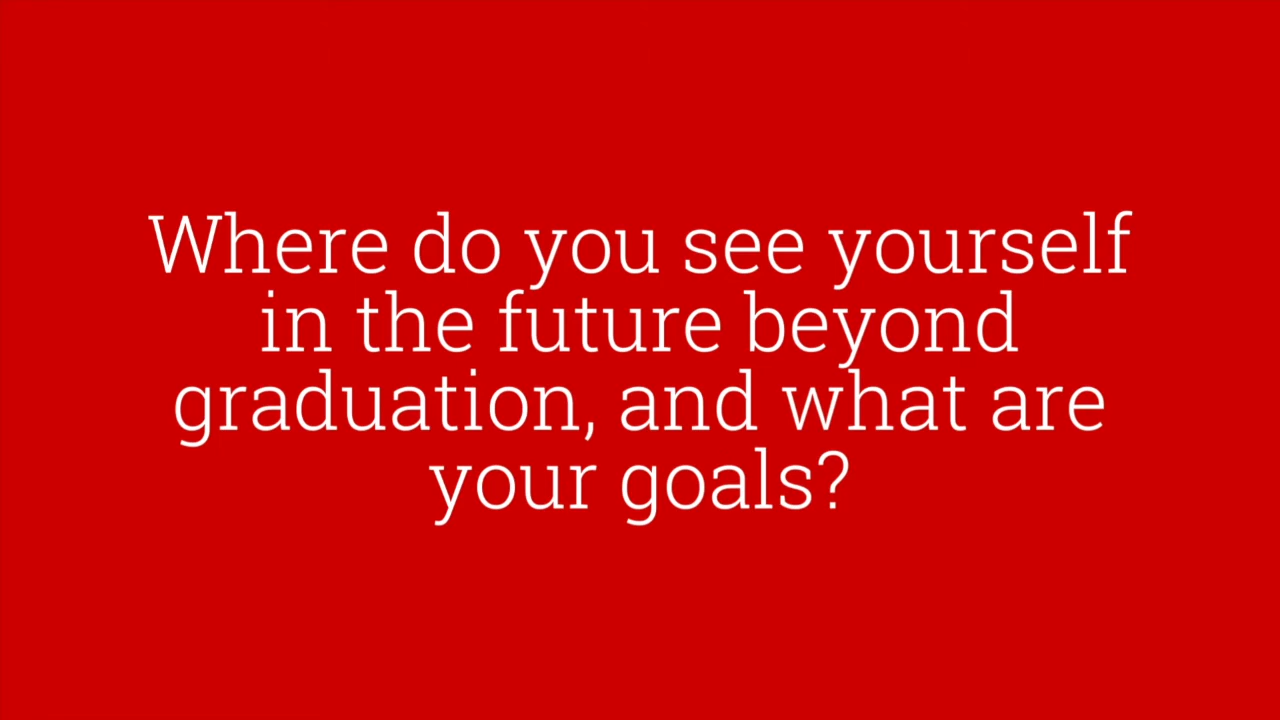 Where do you see yourself
in the future beyond
graduation, and what are
your goals?